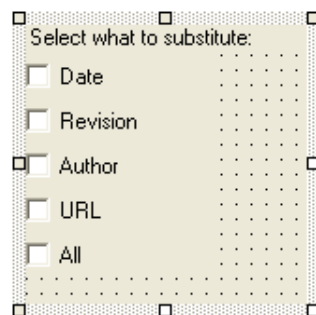 Select what to substitute:
Date
Revision
Author
URL
All